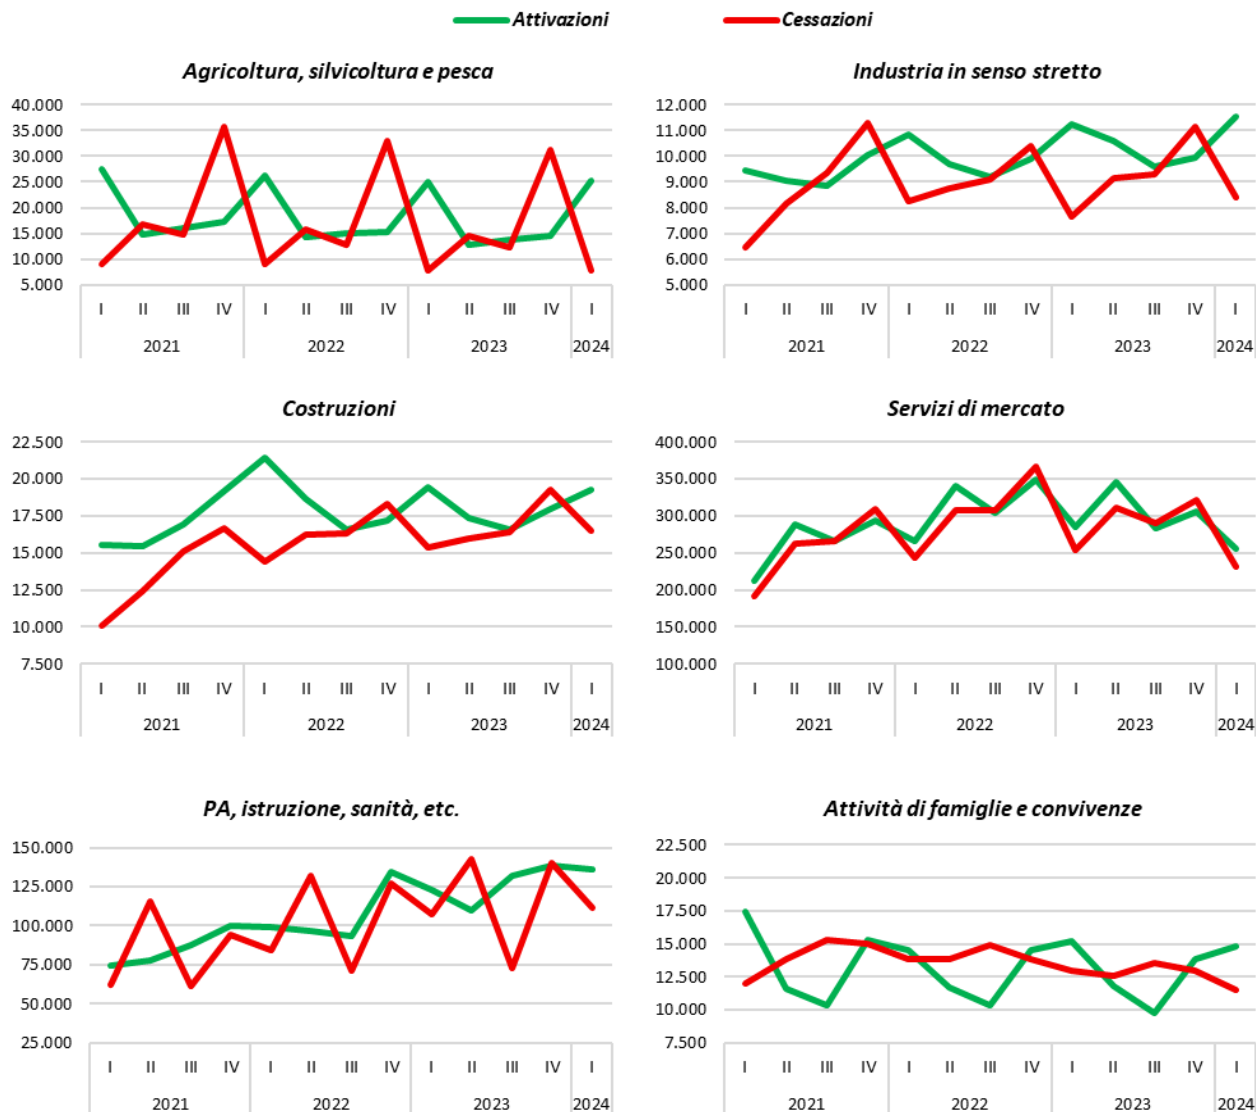 Attivazioni Cessazioni
Agricoltura, silvicoltura e pesca
40.000
35.000
30.000
25.000
20.000
15.000
10.000
5.000
I II III IV I II III IV I II III IV I
2021 2022 2023 2024
Industria in senso stretto
12.000
11.000
10.000
9.000
8.000
7.000
6.000
5.000
I II III IV I II III IV I II III IV I
2021 2022 2023 2024
Costruzioni
22.500
20.000
17.500
15.000
12.500
10.000
7.500
I II III IV I II III IV I II III IV I
2021 2022 2023 2024
Servizi di mercato
400.000
350.000
300.000
250.000
200.000
150.000
100.000
I II III IV I II III IV I II III IV I
2021 2022 2023 2024
PA, istruzione, sanità, etc.
150.000
125.000
100.000
75.000
50.000
25.000
I II III IV I II III IV I II III IV I
2021 2022 2023 2024
Attività di famiglie e convivenze
22.500
20.000
17.500
15.000
12.500
10.000
7.500
I II III IV I II III IV I II III IV I
2021 2022 2023 2024